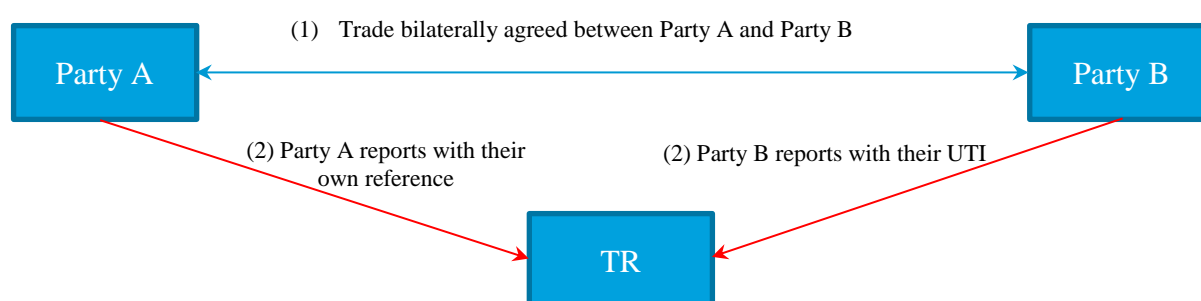 (1) Trade bilaterally agreed between Party A and Party B
Party A
Party B
(2) Party A reports with their
own reference
(2) Party B reports with their UTI
TR